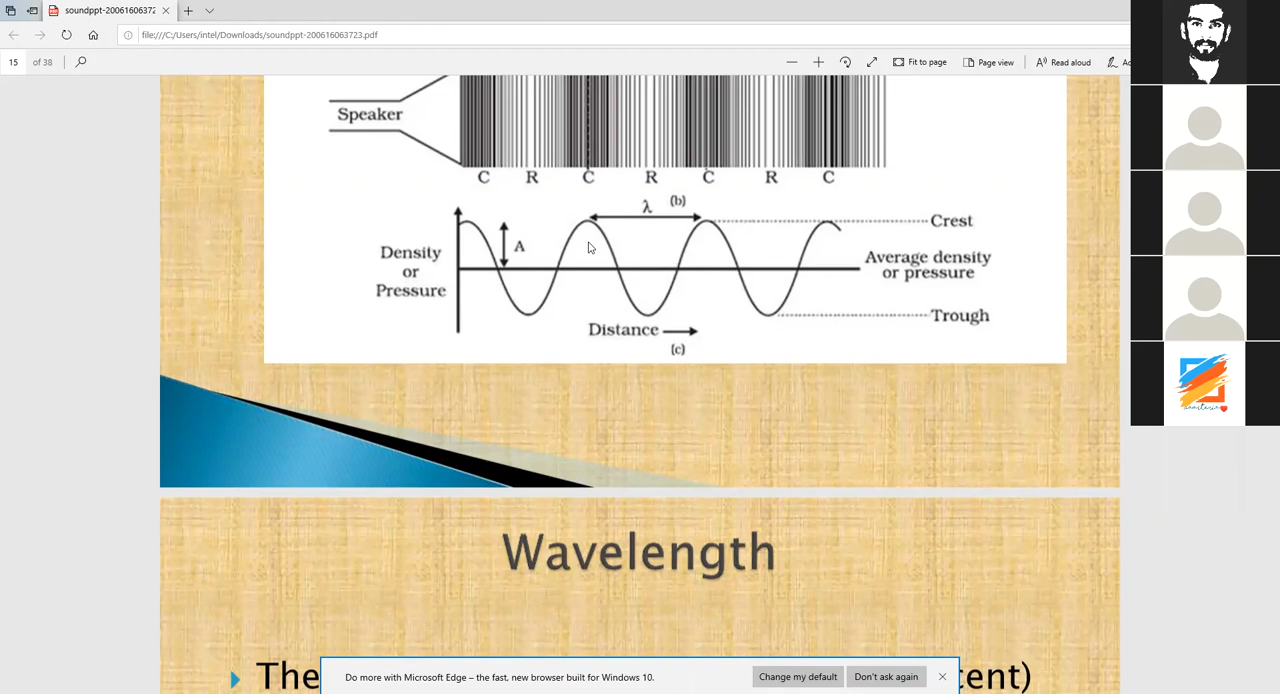 soundppt-200616063723
file:///C:/Users/intel/Downloads/soundppt-200616063723.pdf
15 of 38
Fit to page
Page view
Read aloud
Speaker
C R C R C R C
(b)
λ
Crest
A
Density
or
Pressure
Average density
or pressure
Trough
Distance
(c)
Wavelength
The
cent)
Do more with Microsoft Edge – the fast, new browser built for Windows 10.
Change my default
Don't ask again